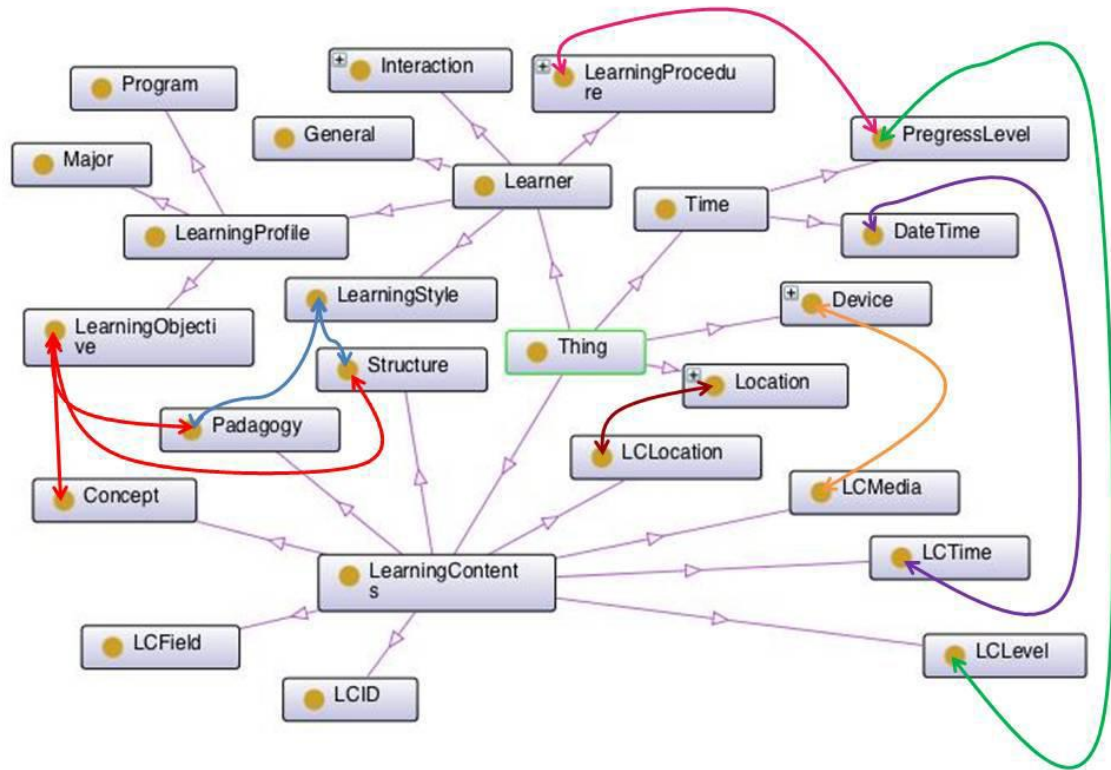 Interaction
LearningProcedu
re
Program
General
PregressLevel
Major
Learner
Time
LearningProfile
DateTime
LearningStyle
Device
LearningObjecti
ve
Thing
Structure
Location
Padagogy
LCLocation
Concept
LCMedia
LCTime
LearningContent
s
LCField
LCLevel
LCID